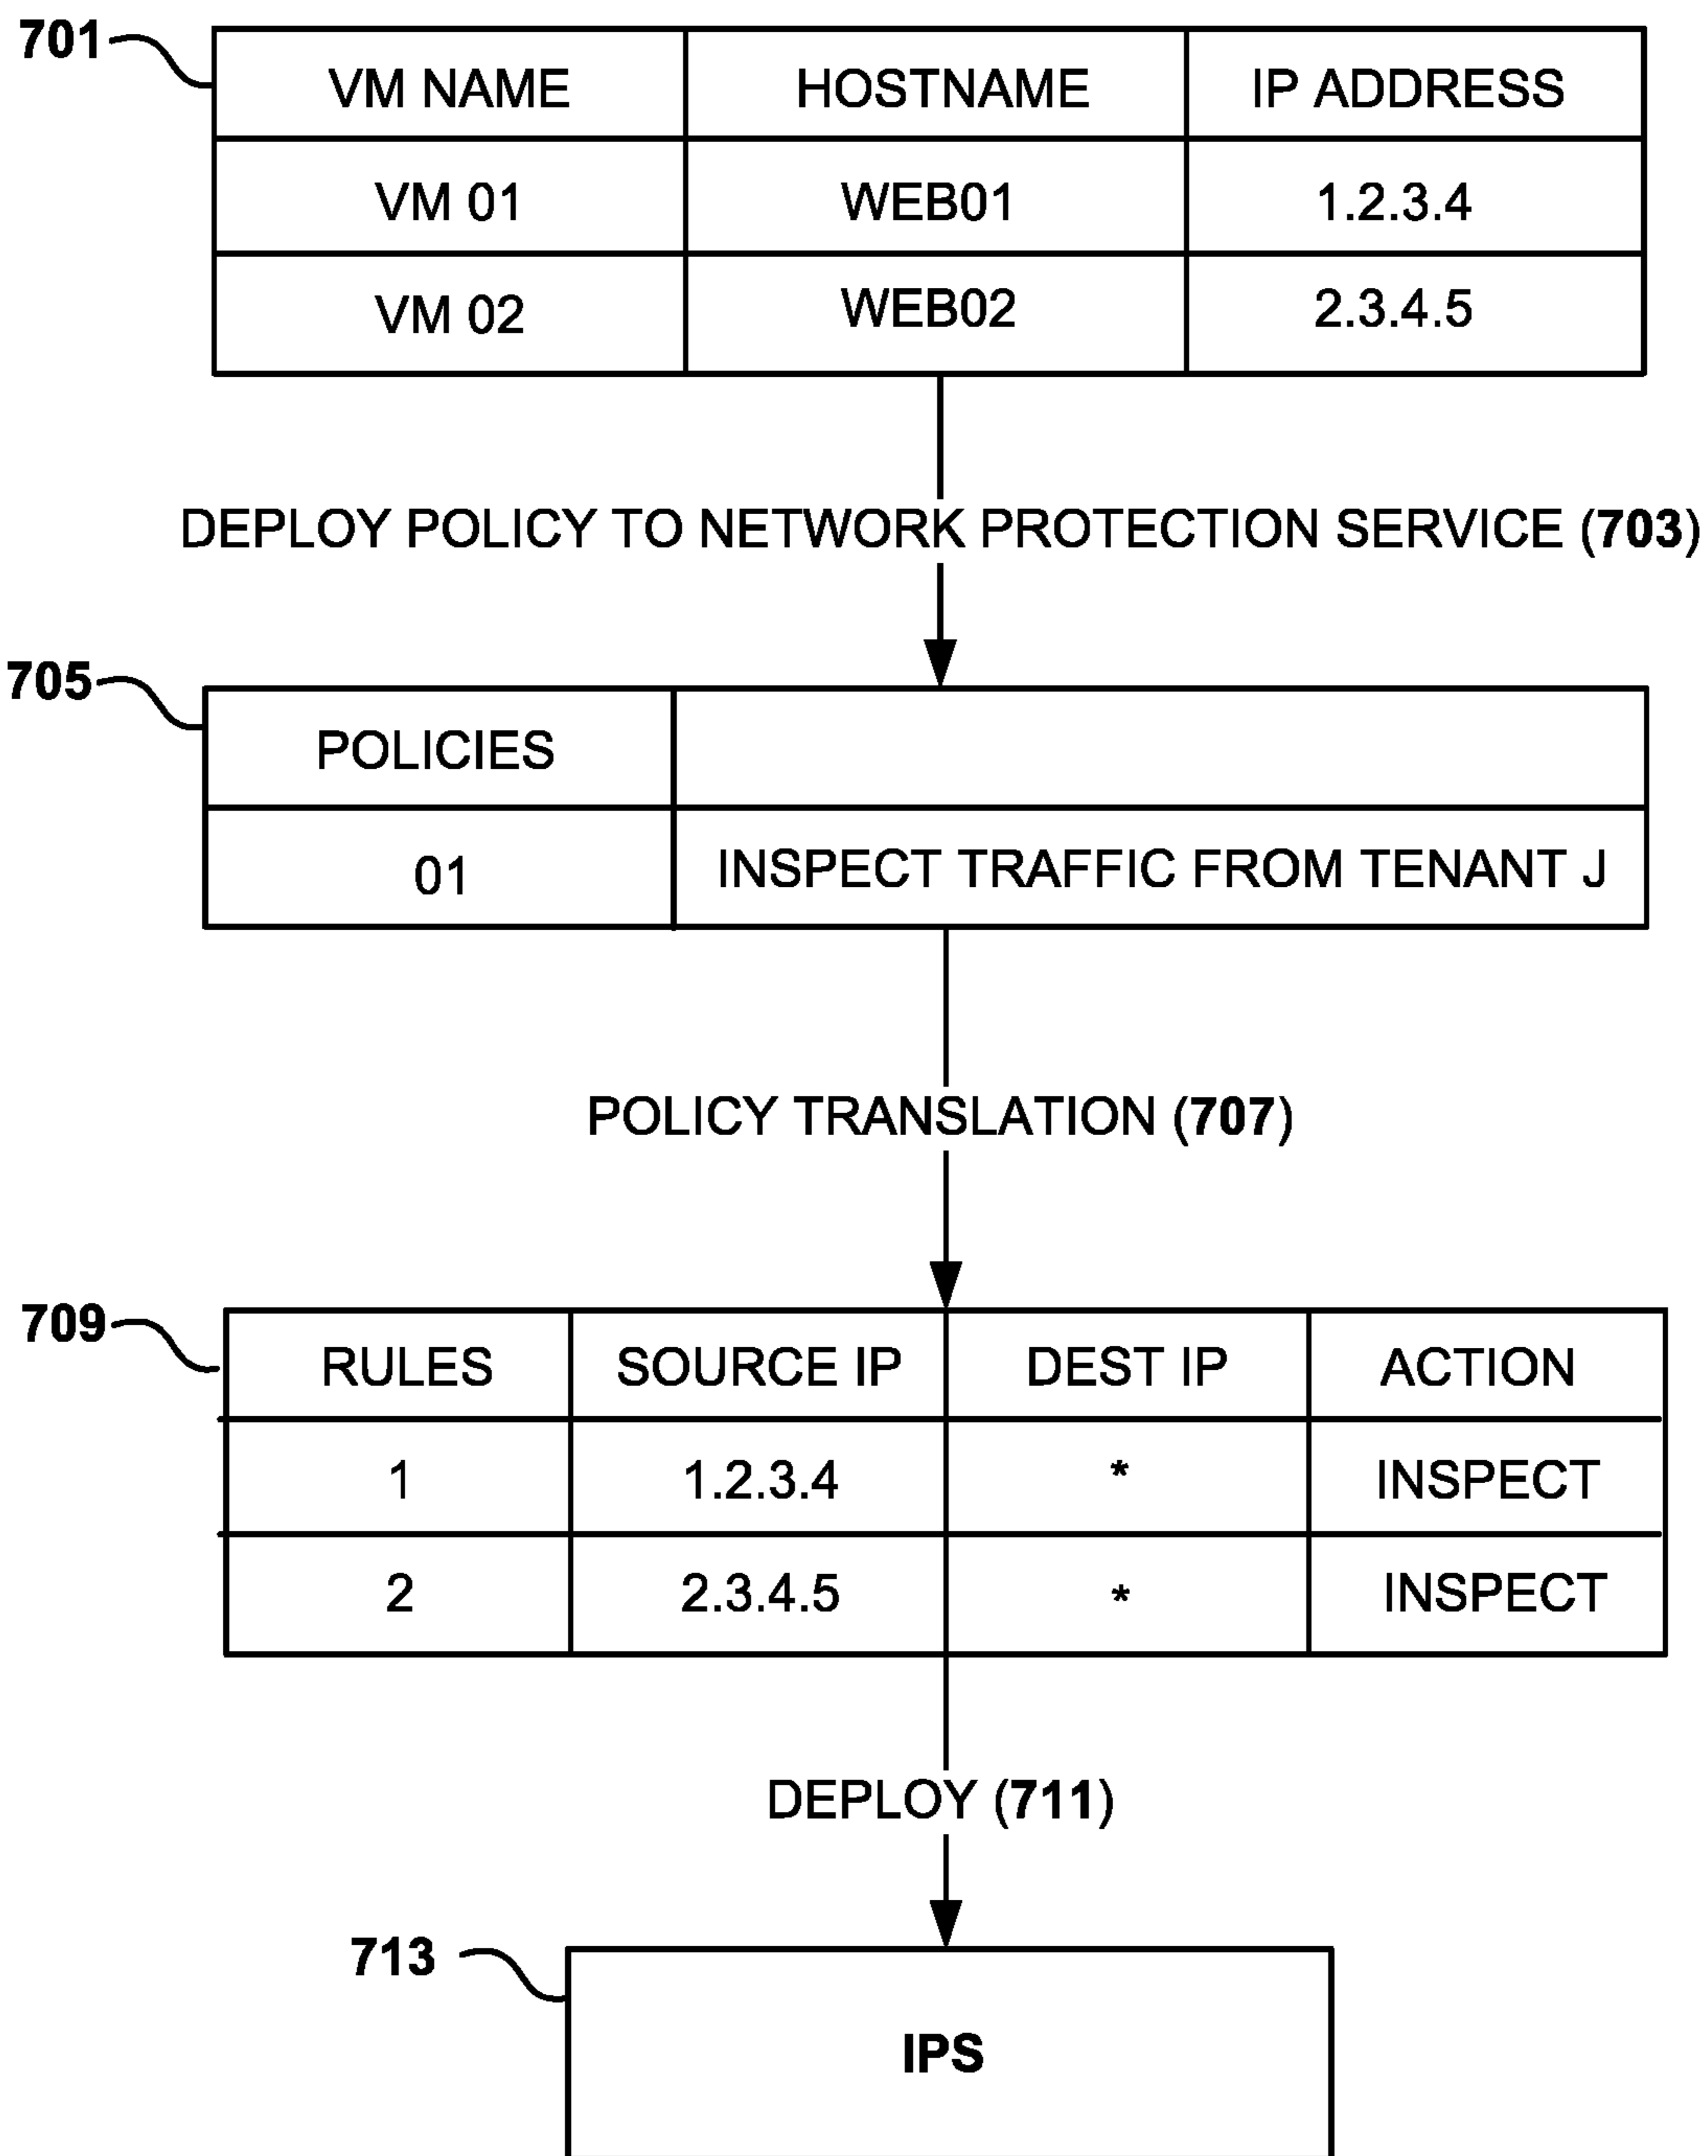 701
VM NAME HOSTNAME IP ADDRESS
VM 01 WEB01 1.2.3.4
VM 02 WEB02 2.3.4.5
DEPLOY POLICY TO NETWORK PROTECTION SERVICE (703)
705
POLICIES
01 INSPECT TRAFFIC FROM TENANT J
POLICY TRANSLATION (707)
709
RULES SOURCE IP DEST IP ACTION
1 1.2.3.4 * INSPECT
2 2.3.4.5 * INSPECT
DEPLOY (711)
713
IPS